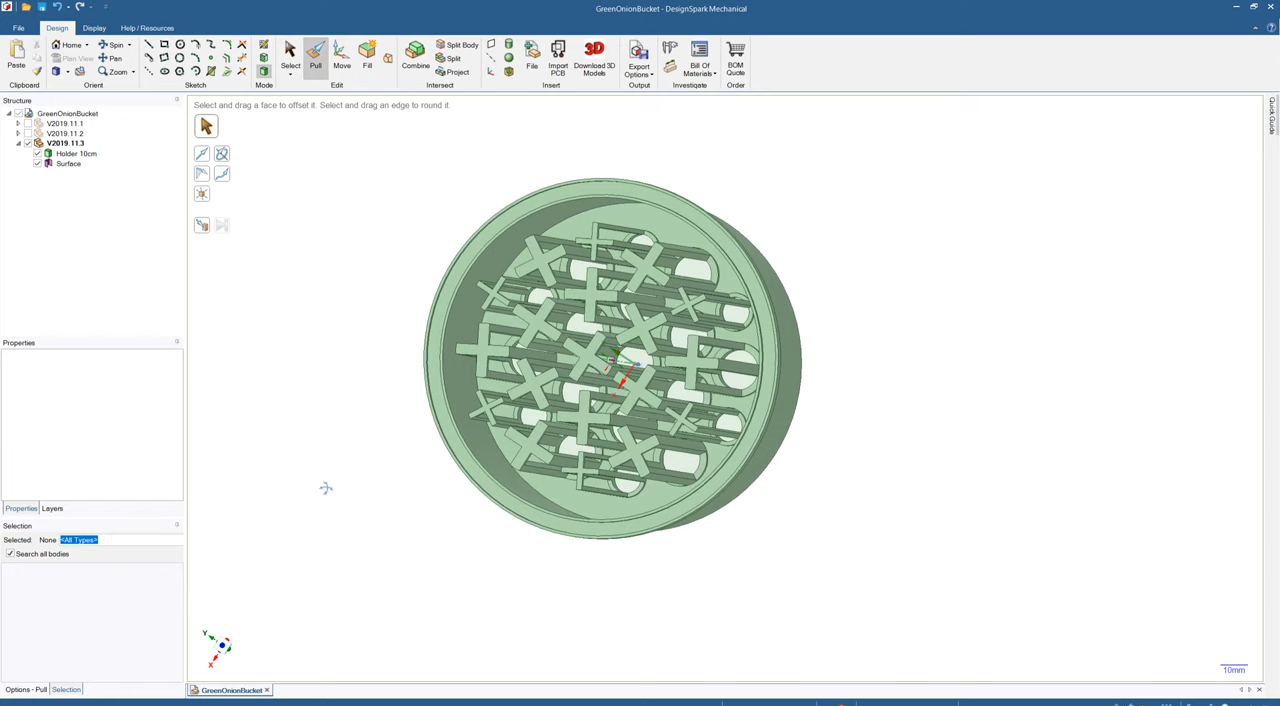 GreenOnionBucket - DesignSpark Mechanical
File Design Display Help / Resources
Paste
Home Spin
Plan View Pan
Zoom
Select Pull Move Fill
Combine
Split Body
Split
Project
File
Import PCB
Download 3D Models
Export Options
Bill Of Materials
BOM Quote
Clipboard Orient Sketch Mode Edit Intersect Insert Output Investigate Order
Structure
GreenOnionBucket
V2019.11.1
V2019.11.2
V2019.11.3
Holder 10cm
Surface
Select and drag a face to offset it. Select and drag an edge to round it.
Quick Guide
Properties
Properties Layers
Selection
Selected: None <All Types>
Search all bodies
Y
X
10mm
Options - Pull Selection
GreenOnionBucket